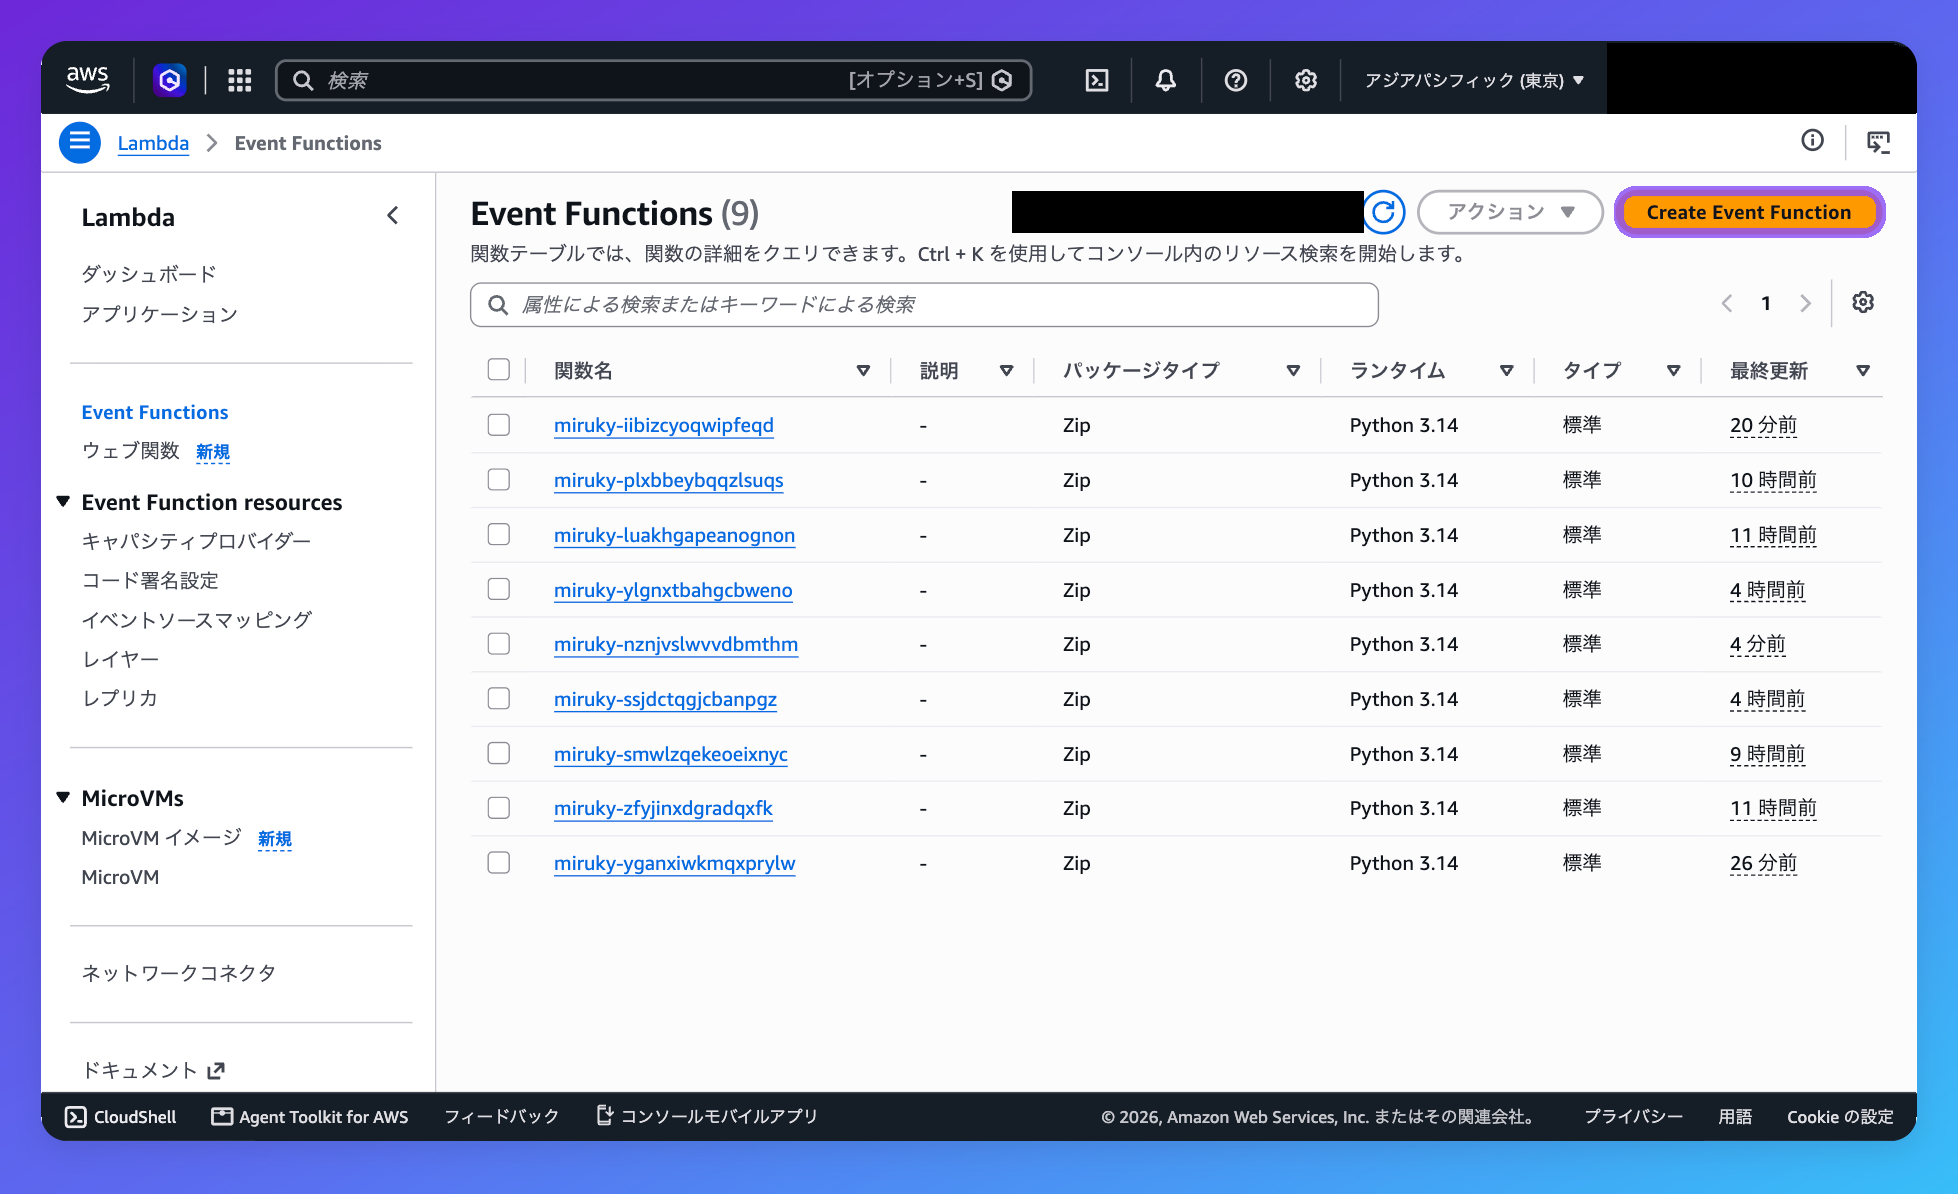 aws
検索 [オプション+S]
アジアパシフィック (東京) ▼
Lambda > Event Functions
Lambda
ダッシュボード
アプリケーション
Event Functions
ウェブ関数 新規
Event Function resources
キャパシティプロバイダー
コード署名設定
イベントソースマッピング
レイヤー
レプリカ
MicroVMs
MicroVM イメージ 新規
MicroVM
ネットワークコネクタ
ドキュメント
Event Functions (9)
アクション ▼
Create Event Function
関数テーブルでは、関数の詳細をクエリできます。Ctrl + K を使用してコンソール内のリソース検索を開始します。
属性による検索またはキーワードによる検索
1
関数名 説明 パッケージタイプ ランタイム タイプ 最終更新
miruky-iibizcyoqwipfeqd - Zip Python 3.14 標準 20 分前
miruky-plxbbeybqqzlsuqs - Zip Python 3.14 標準 10 時間前
miruky-luakhgapeanognon - Zip Python 3.14 標準 11 時間前
miruky-ylgnxtbahgcbweno - Zip Python 3.14 標準 4 時間前
miruky-nznjvslwvvdbmthm - Zip Python 3.14 標準 4 分前
miruky-ssjdctqgjcbanpgz - Zip Python 3.14 標準 4 時間前
miruky-smwlzqekeoeixnyc - Zip Python 3.14 標準 9 時間前
miruky-zfyjinxdgradqxfk - Zip Python 3.14 標準 11 時間前
miruky-yganxiwkmqxprylw - Zip Python 3.14 標準 26 分前
CloudShell Agent Toolkit for AWS フィードバック コンソールモバイルアプリ © 2026, Amazon Web Services, Inc. またはその関連会社。 プライバシー 用語 Cookie の設定